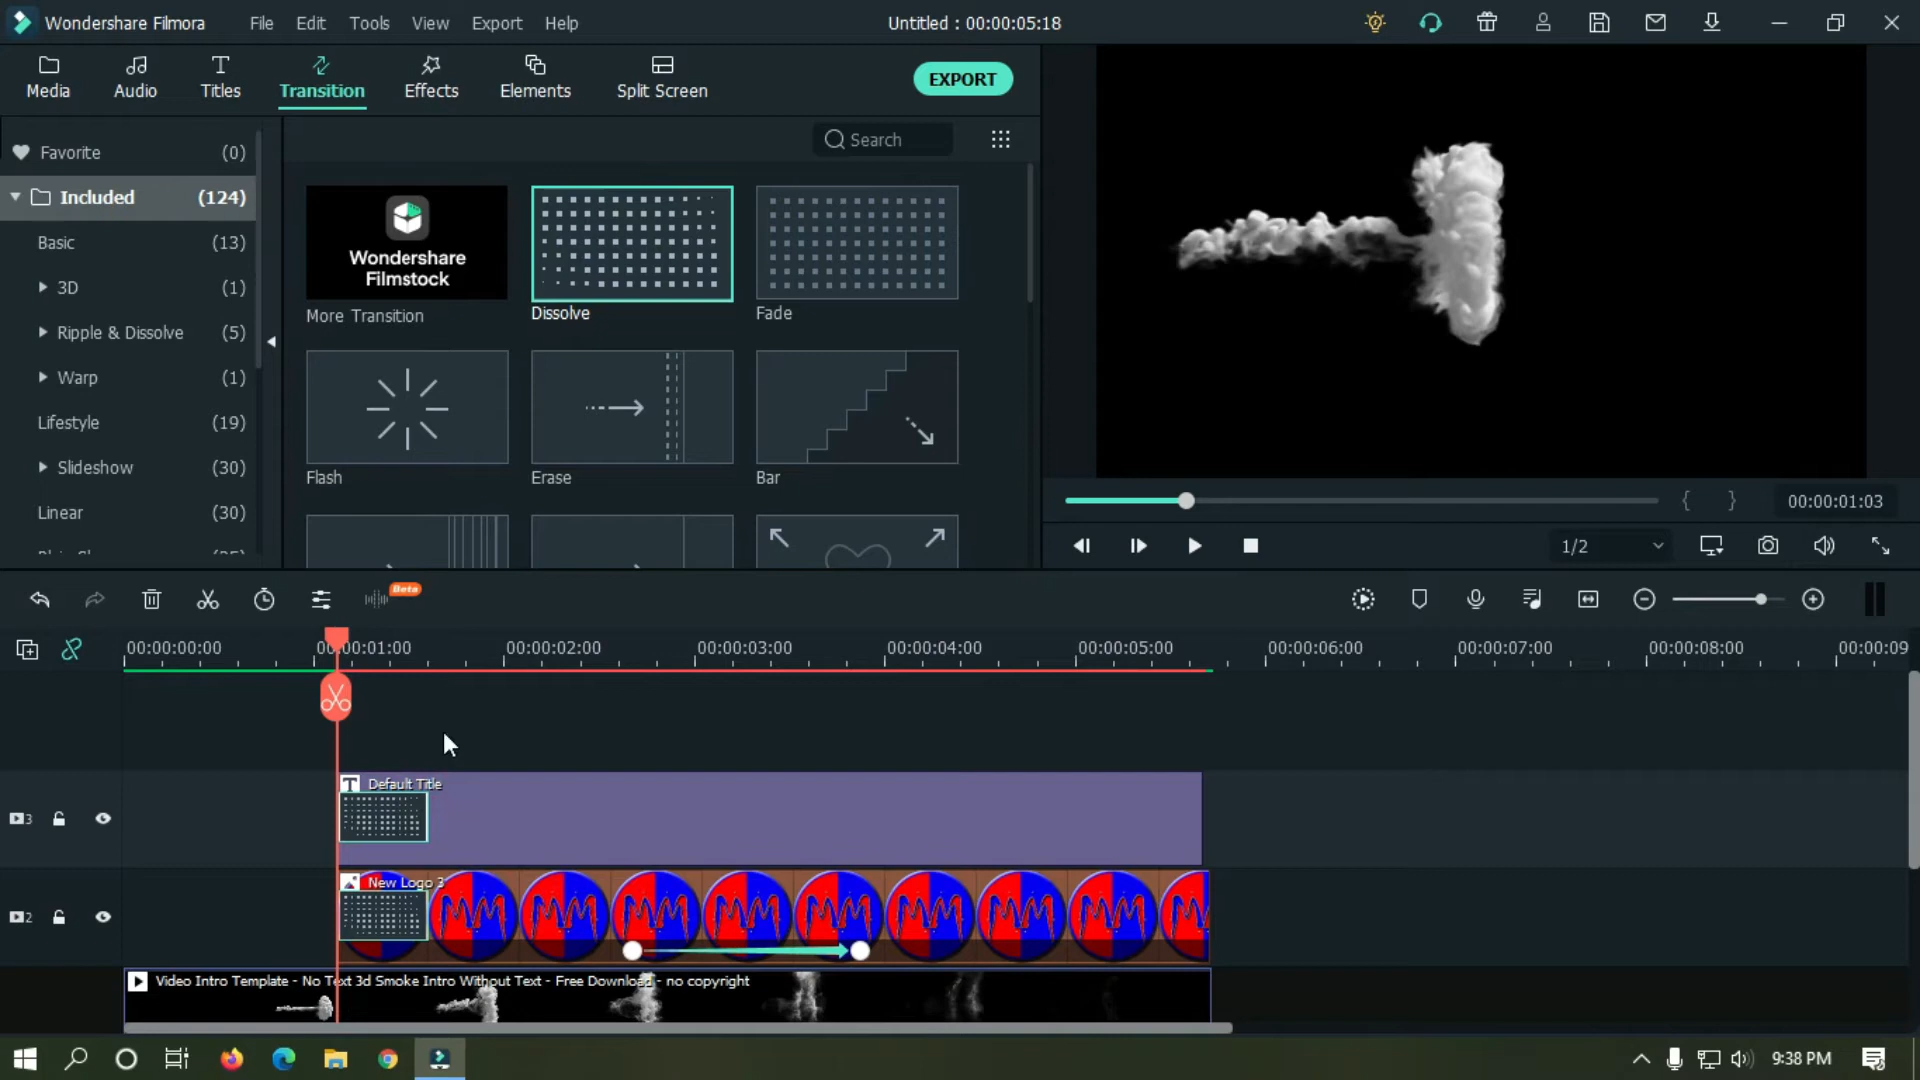 Wondershare Filmora
File
Edit
Tools
View
Export
Help
Untitled : 00:00:05:18
Media
Audio
Titles
Transition
Effects
Elements
Split Screen
EXPORT
Favorite (0)
Included (124)
Basic (13)
3D (1)
Ripple & Dissolve (5)
Warp (1)
Lifestyle (19)
Slideshow (30)
Linear (30)
Search
Wondershare
Filmstock
More Transition
Dissolve
Fade
Flash
Erase
Bar
00:00:01:03
1/2
Beta
00:00:00:00
00:00:01:00
00:00:02:00
00:00:03:00
00:00:04:00
00:00:05:00
00:00:06:00
00:00:07:00
00:00:08:00
00:00:09
3
T Default Title
2
New Logo 3
Video Intro Template - No Text 3d Smoke Intro Without Text - Free Download - no copyright
9:38 PM